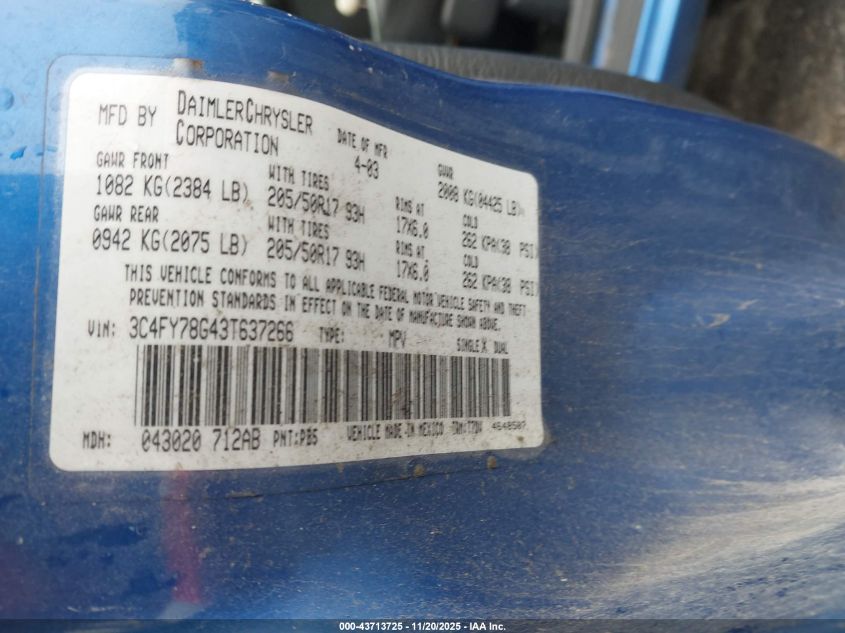 MFD BY DAIMLERCHRYSLER CORPORATION
DATE OF MFR 4-03
GVWR 2008 KG(04425 LB)
GAWR FRONT WITH TIRES RIMS AT COLD
1082 KG(2384 LB) 205/50R17 93H 17X6.0 262 KPA(38 PSI)
GAWR REAR WITH TIRES RIMS AT COLD
0942 KG(2075 LB) 205/50R17 93H 17X6.0 262 KPA(38 PSI)
THIS VEHICLE CONFORMS TO ALL APPLICABLE FEDERAL MOTOR VEHICLE SAFETY AND THEFT
PREVENTION STANDARDS IN EFFECT ON THE DATE OF MANUFACTURE SHOWN ABOVE.
VIN: 3C4FY78G43T637266 TYPE: MPV SINGLE X DUAL
MDH: 043020 712AB PNT:PB5 VEHICLE MADE IN MEXICO 4648507
000-43713725 — 11/20/2025 — IAA Inc.